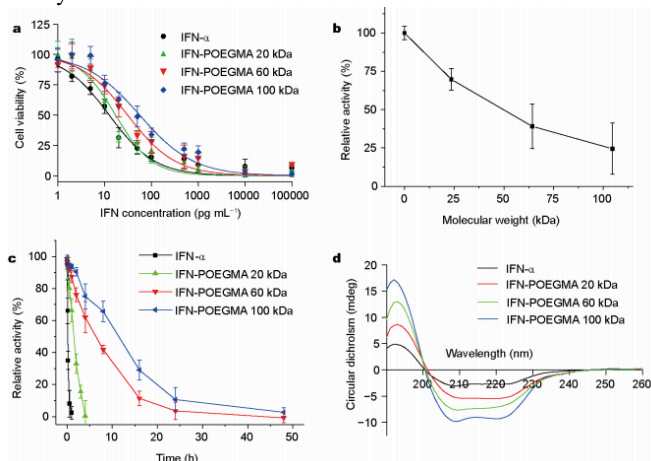 a
Cell viability (%)
125
100
75
50
25
0
1
10
100
1000
10000
100000
IFN concentration (pg mL⁻¹)
IFN-α
IFN-POEGMA 20 kDa
IFN-POEGMA 60 kDa
IFN-POEGMA 100 kDa
b
Relative activity (%)
100
75
50
25
0
0
25
50
75
100
Molecular weight (kDa)
c
Relative activity (%)
100
80
60
40
20
0
0
10
20
30
40
50
Time (h)
IFN-α
IFN-POEGMA 20 kDa
IFN-POEGMA 60 kDa
IFN-POEGMA 100 kDa
d
Circular dichroism (mdeg)
20
15
10
5
0
−5
−10
IFN-α
IFN-POEGMA 20 kDa
IFN-POEGMA 60 kDa
IFN-POEGMA 100 kDa
Wavelength (nm)
200
210
220
230
240
250
260